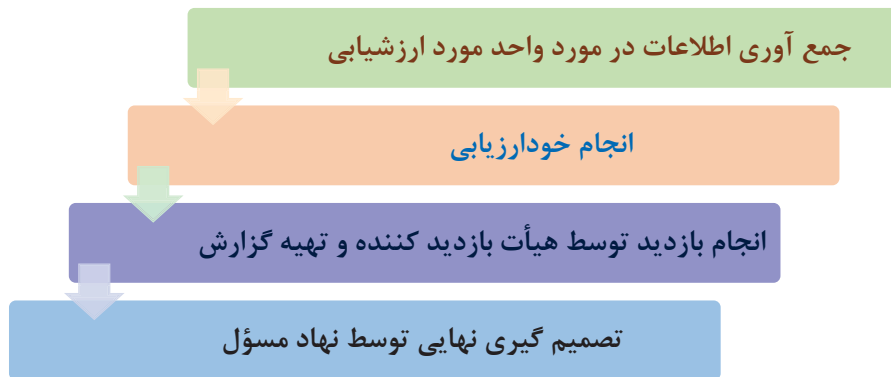 جمع آوری اطلاعات در مورد واحد مورد ارزشیابی
انجام خودارزیابی
انجام بازدید توسط هیأت بازدید کننده و تهیه گزارش
تصمیم گیری نهایی توسط نهاد مسؤل